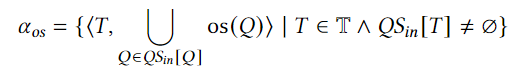 α_os = {⟨T, ⋃_{Q∈QS_in[Q]} os(Q)⟩ | T ∈ 𝕋 ∧ QS_in[T] ≠ ∅}